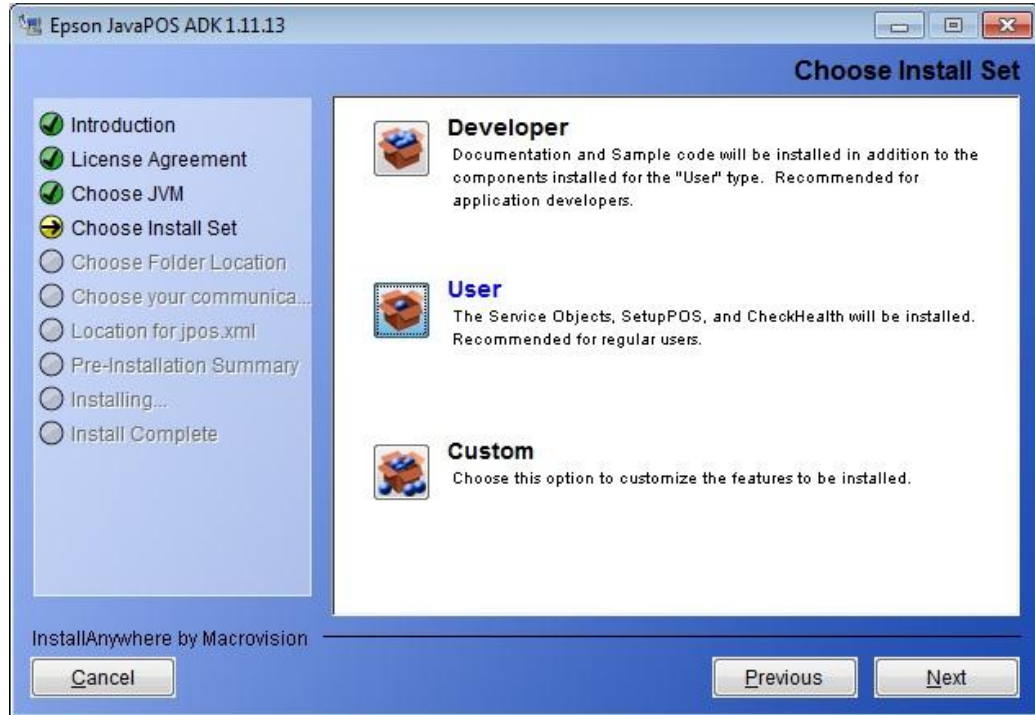 Epson JavaPOS ADK 1.11.13
Choose Install Set
Introduction
License Agreement
Choose JVM
Choose Install Set
Choose Folder Location
Choose your communica...
Location for jpos.xml
Pre-Installation Summary
Installing...
Install Complete
Developer
Documentation and Sample code will be installed in addition to the
components installed for the "User" type. Recommended for
application developers.
User
The Service Objects, SetupPOS, and CheckHealth will be installed.
Recommended for regular users.
Custom
Choose this option to customize the features to be installed.
InstallAnywhere by Macrovision
Cancel
Previous
Next